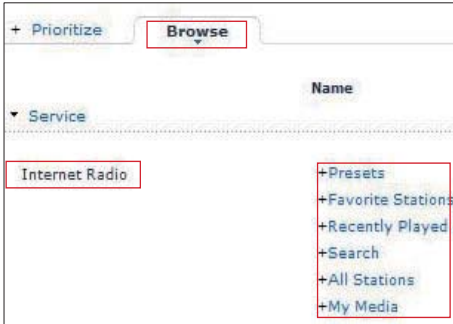 + Prioritize Browse
Name
Service
Internet Radio +Presets
+Favorite Stations
+Recently Played
+Search
+All Stations
+My Media